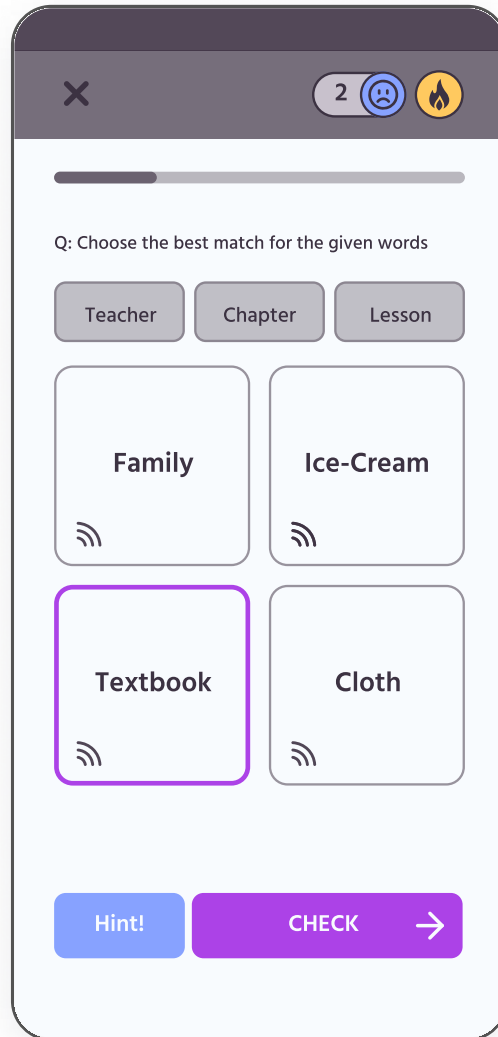 2
Q: Choose the best match for the given words
Teacher Chapter Lesson
Family Ice-Cream
Textbook Cloth
Hint! CHECK